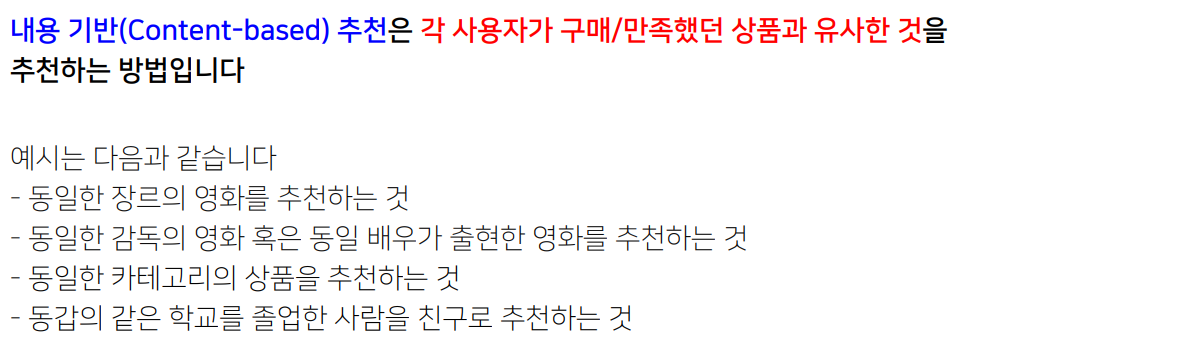 내용 기반(Content-based) 추천은 각 사용자가 구매/만족했던 상품과 유사한 것을
추천하는 방법입니다
예시는 다음과 같습니다
- 동일한 장르의 영화를 추천하는 것
- 동일한 감독의 영화 혹은 동일 배우가 출현한 영화를 추천하는 것
- 동일한 카테고리의 상품을 추천하는 것
- 동갑의 같은 학교를 졸업한 사람을 친구로 추천하는 것